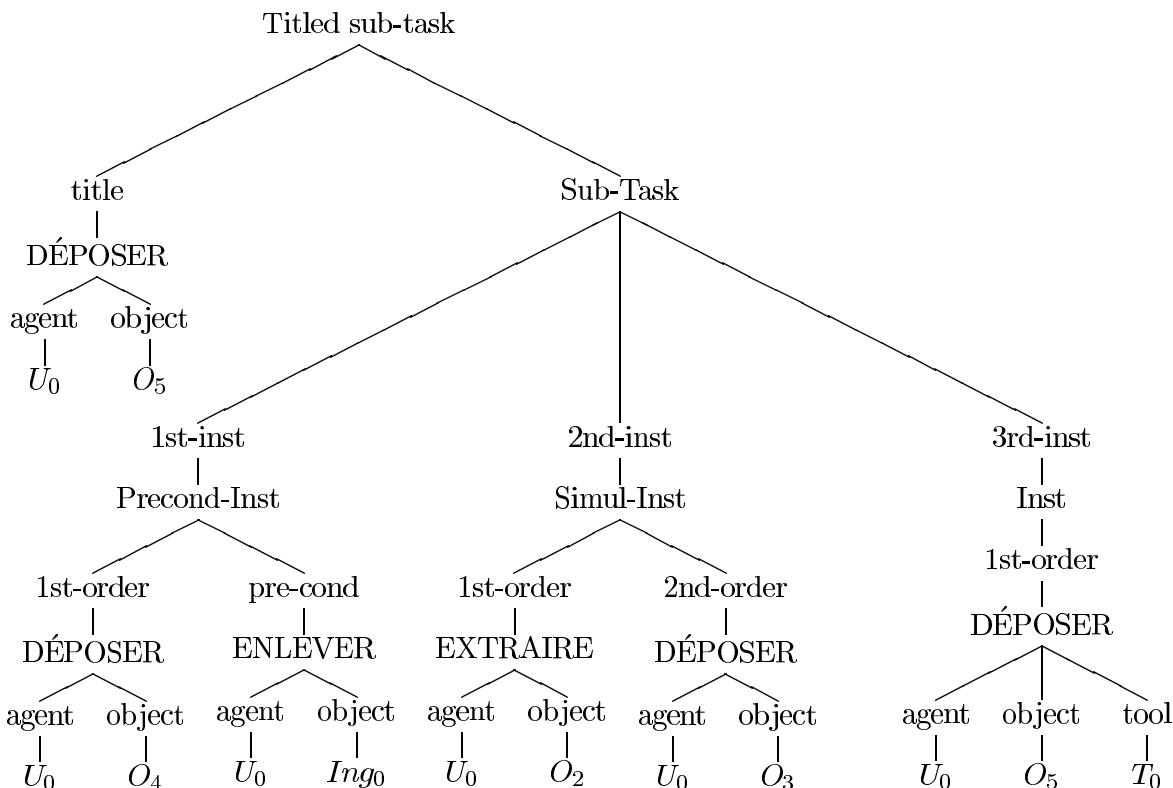 Titled sub-task
title Sub-Task
DÉPOSER
agent object
U₀ O₅
1st-inst 2nd-inst 3rd-inst
Precond-Inst Simul-Inst Inst
1st-order
1st-order pre-cond 1st-order 2nd-order
DÉPOSER
DÉPOSER ENLEVER EXTRAIRE DÉPOSER
agent object agent object agent object agent object agent object tool
U₀ O₄ U₀ Ing₀ U₀ O₂ U₀ O₃ U₀ O₅ T₀